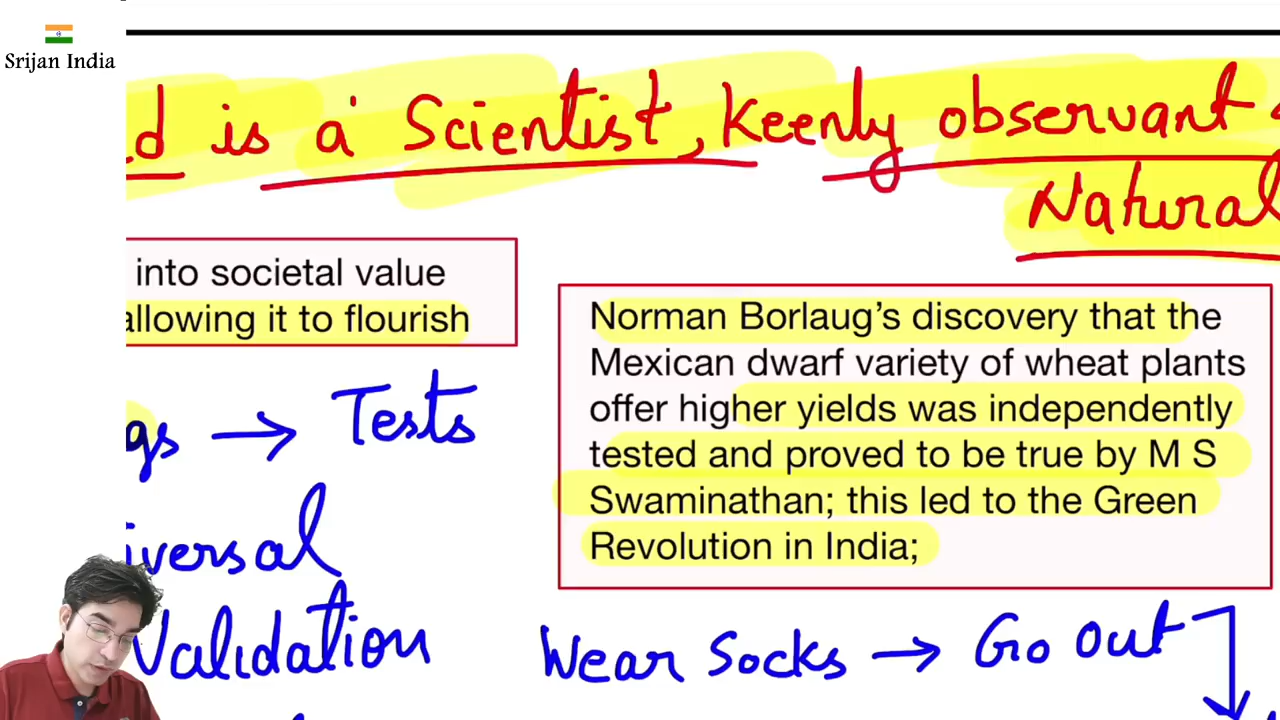 Srijan India
d is a Scientist, Keenly observant
Natural
into societal value
allowing it to flourish
Norman Borlaug's discovery that the
Mexican dwarf variety of wheat plants
offer higher yields was independently
tested and proved to be true by M S
Swaminathan; this led to the Green
Revolution in India;
gs → Tests
iversal
Validation
Wear Socks → Go Out